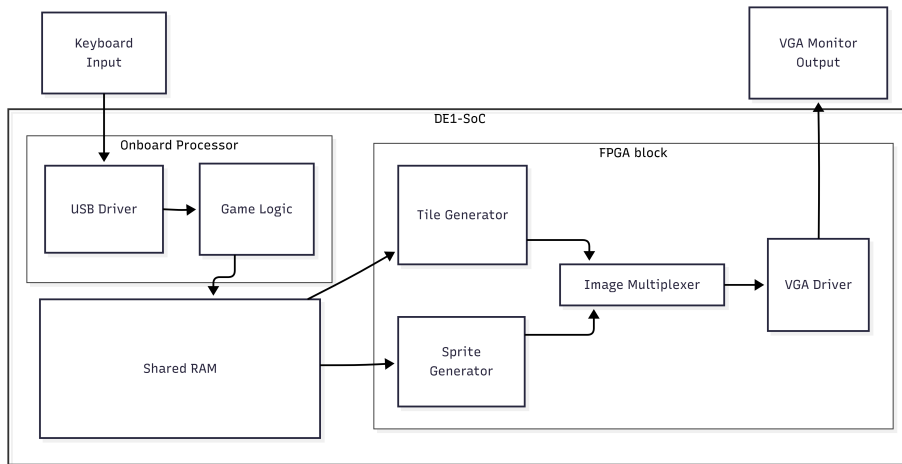 Keyboard
Input
VGA Monitor
Output
DE1-SoC
Onboard Processor
USB Driver
Game Logic
Shared RAM
FPGA block
Tile Generator
Sprite
Generator
Image Multiplexer
VGA Driver